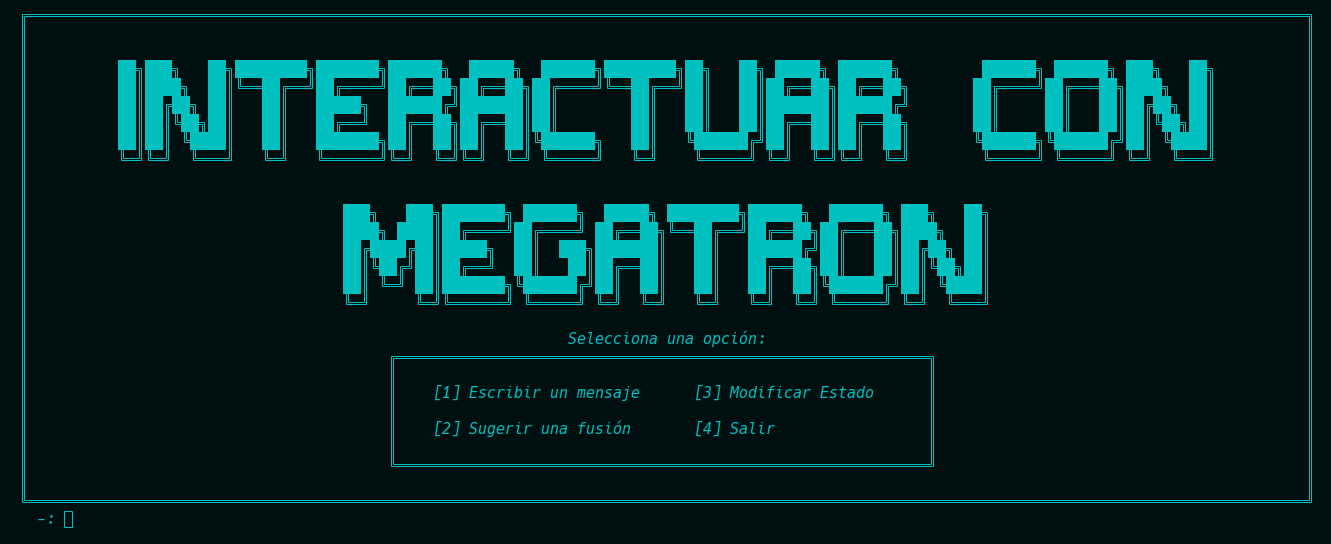 INTERACTUAR CON
MEGATRON
Selecciona una opción:
[1] Escribir un mensaje [3] Modificar Estado
[2] Sugerir una fusión [4] Salir
-: